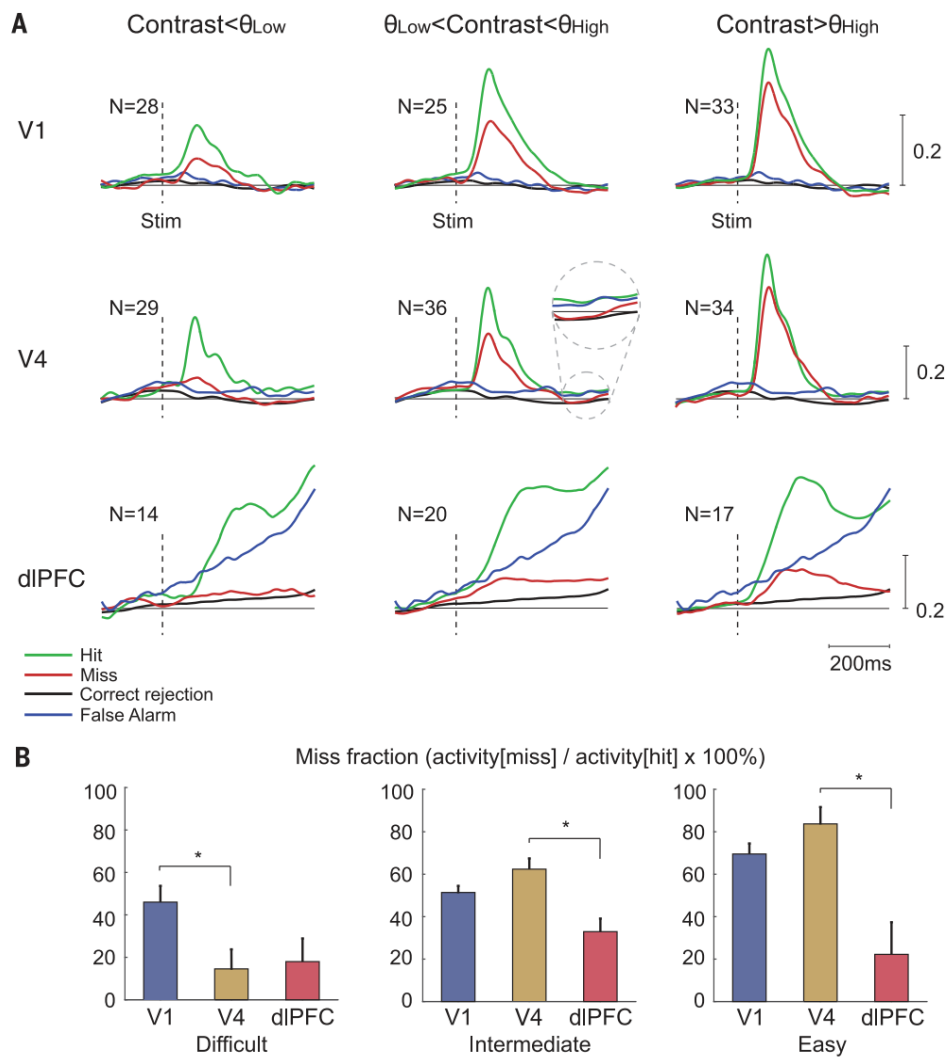 A
Contrast<θLow
θLow<Contrast<θHigh
Contrast>θHigh
V1
N=28
N=25
N=33
0.2
Stim
Stim
Stim
V4
N=29
N=36
N=34
0.2
dlPFC
N=14
N=20
N=17
0.2
200ms
Hit
Miss
Correct rejection
False Alarm
B
Miss fraction (activity[miss] / activity[hit] x 100%)
100
80
60
40
20
0
*
V1 V4 dlPFC
Difficult
100
80
60
40
20
0
*
V1 V4 dlPFC
Intermediate
100
80
60
40
20
0
*
V1 V4 dlPFC
Easy